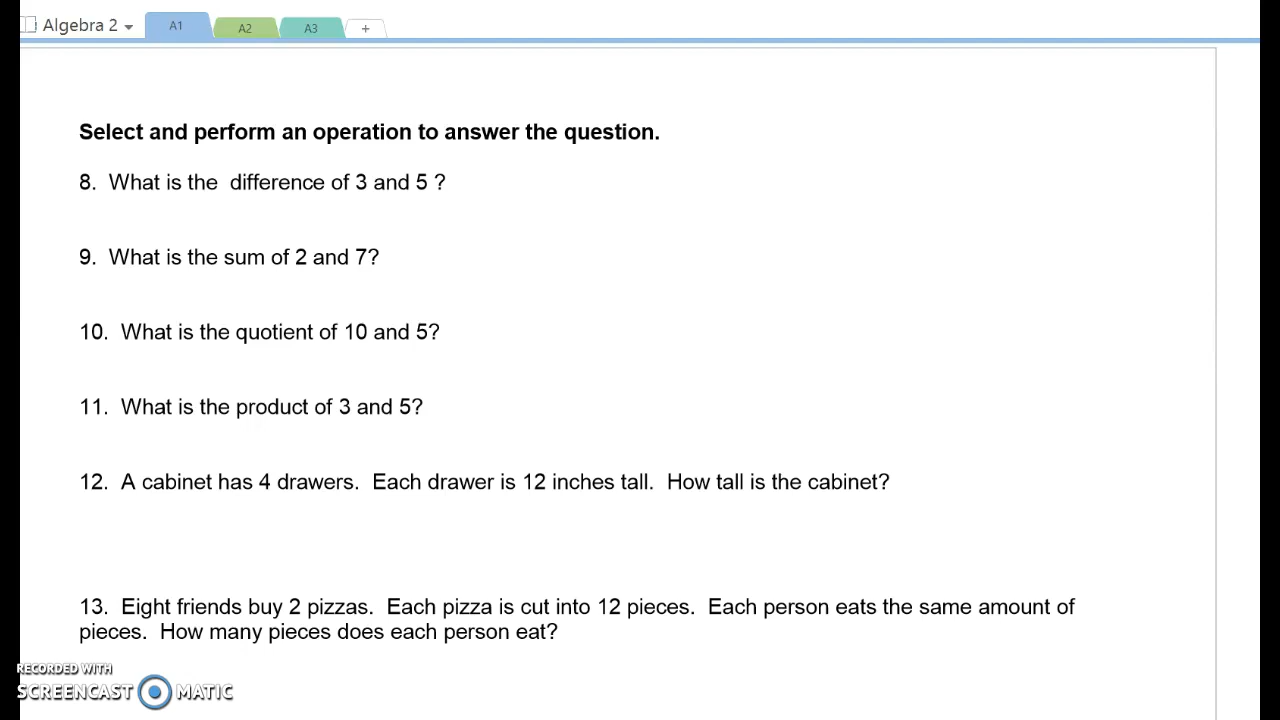 Algebra 2 A1 A2 A3 +
Select and perform an operation to answer the question.
8. What is the difference of 3 and 5 ?
9. What is the sum of 2 and 7?
10. What is the quotient of 10 and 5?
11. What is the product of 3 and 5?
12. A cabinet has 4 drawers. Each drawer is 12 inches tall. How tall is the cabinet?
13. Eight friends buy 2 pizzas. Each pizza is cut into 12 pieces. Each person eats the same amount of
pieces. How many pieces does each person eat?
RECORDED WITH
SCREENCAST MATIC